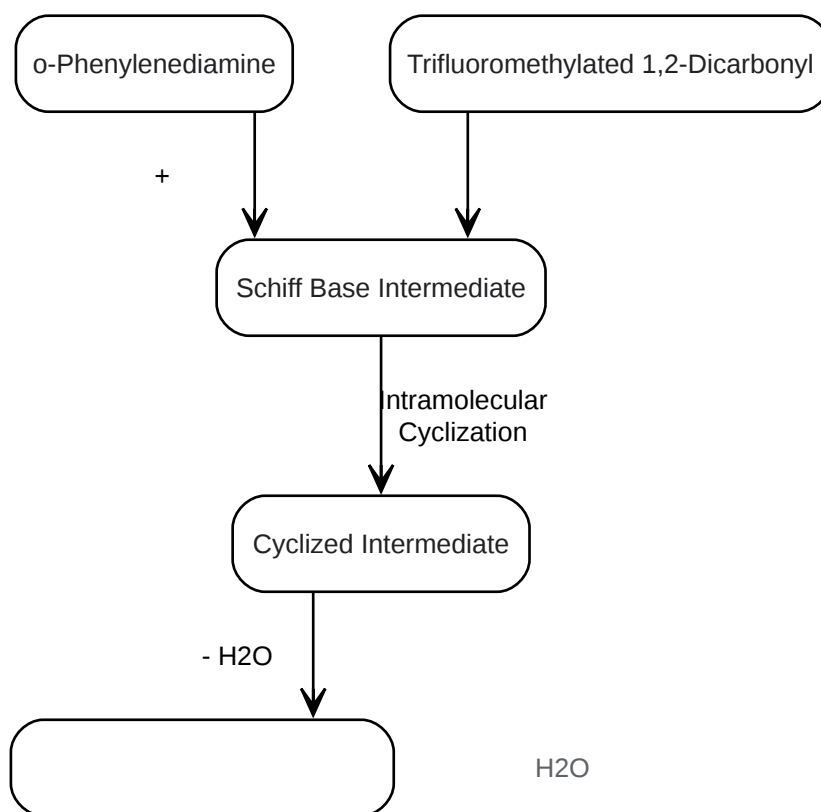 o-Phenylenediamine
Trifluoromethylated 1,2-Dicarbonyl
+
Schiff Base Intermediate
Intramolecular
Cyclization
Cyclized Intermediate
- H2O
H2O